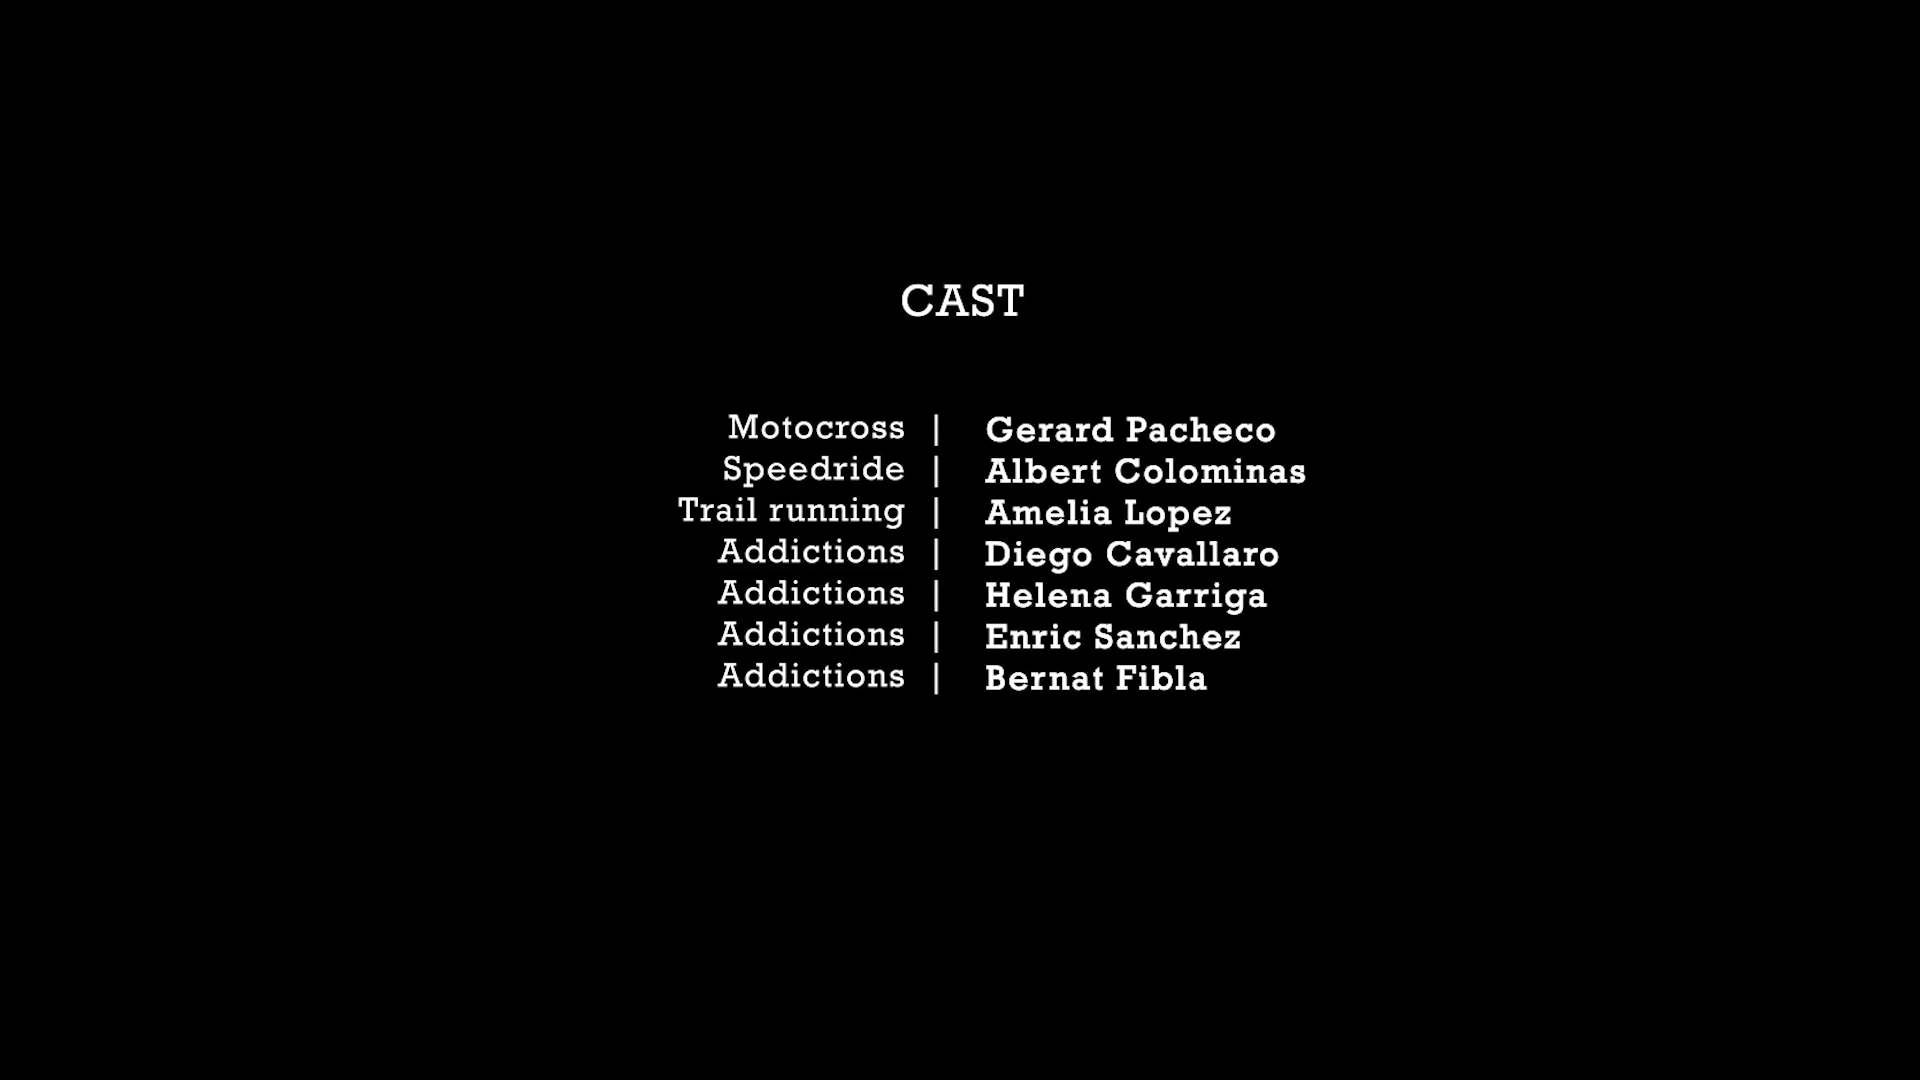 CAST
Motocross | Gerard Pacheco
Speedride | Albert Colominas
Trail running | Amelia Lopez
Addictions | Diego Cavallaro
Addictions | Helena Garriga
Addictions | Enric Sanchez
Addictions | Bernat Fibla